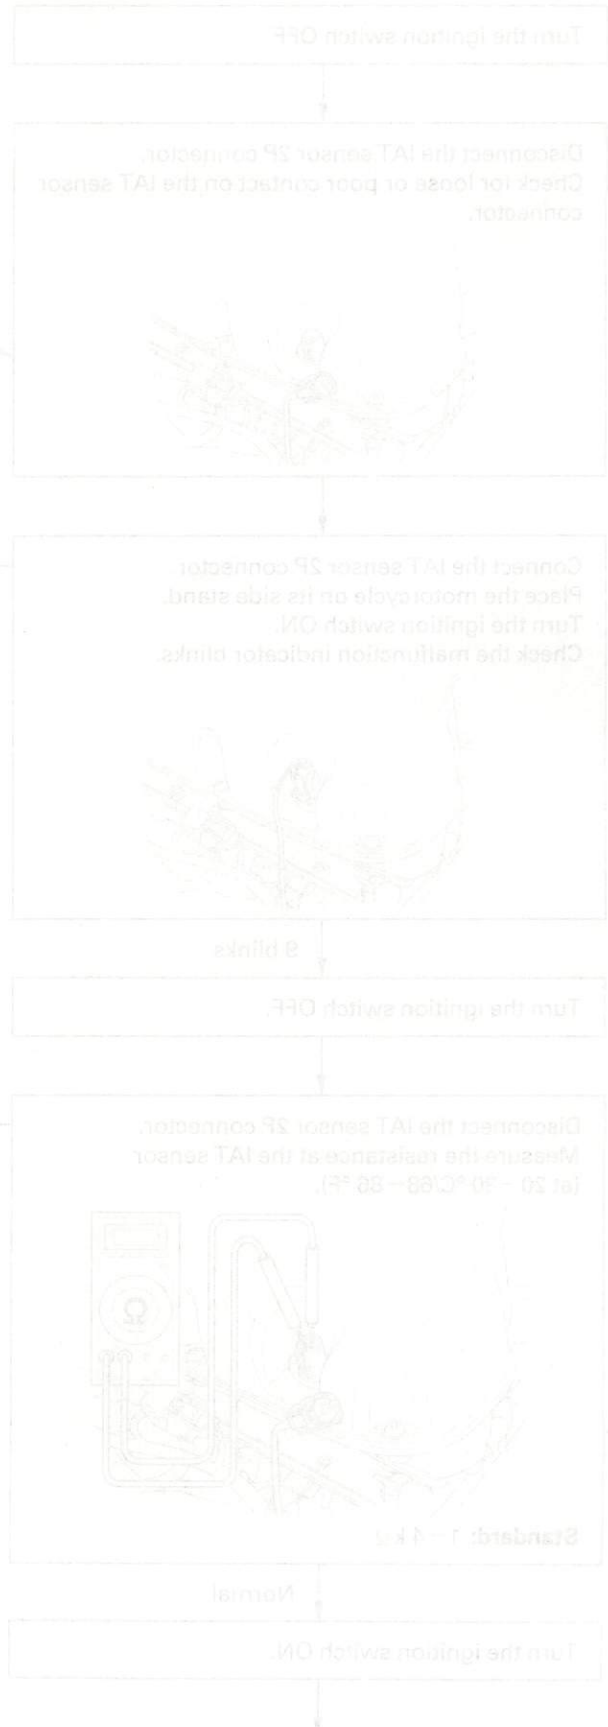 Turn the ignition switch OFF
Disconnect the IAT sensor 2P connector.
Check for loose or poor contact on the IAT sensor
connector.
Connect the IAT sensor 2P connector.
Place the motorcycle on its side stand.
Turn the ignition switch ON.
Check the malfunction indicator blinks.
9 blinks
Turn the ignition switch OFF.
Disconnect the IAT sensor 2P connector.
Measure the resistance at the IAT sensor
(at 20 – °C/68 – 86 °F).
Ω
Standard: 1 – 4 k
Normal
Turn the ignition switch ON.